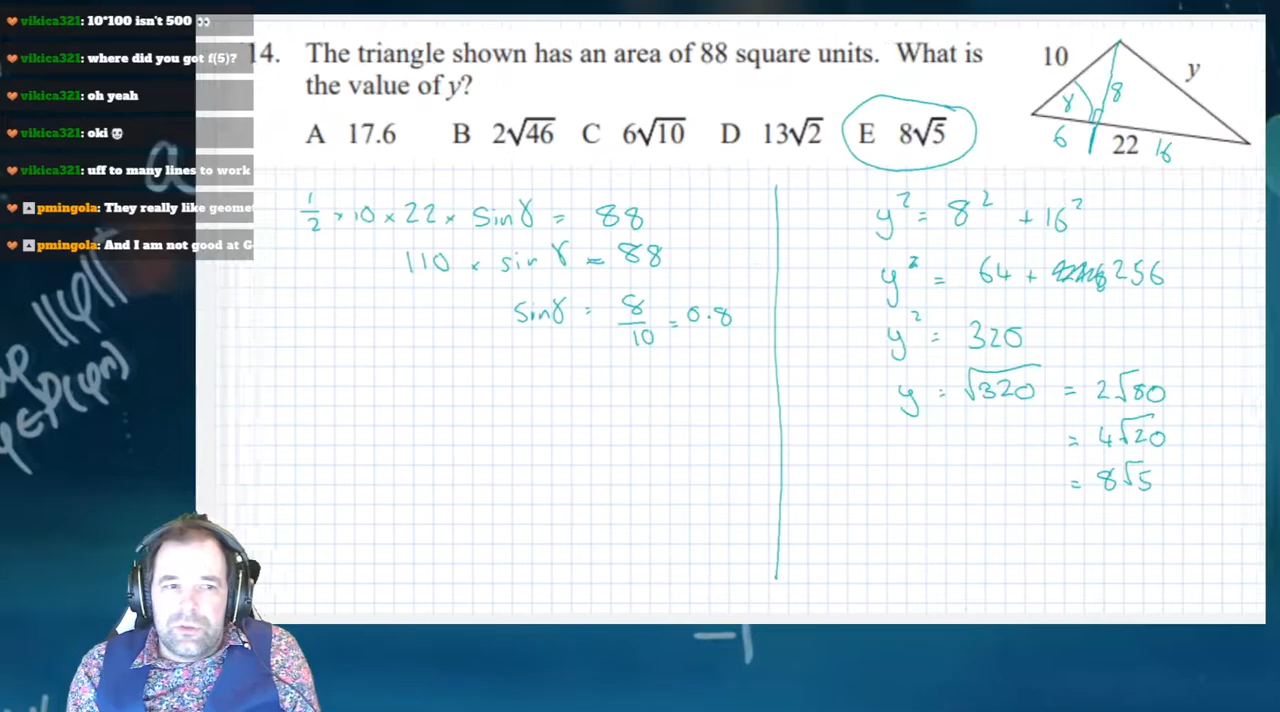 vikica321: 10*100 isn't 500 👀
vikica321: where did you got f(5)?
vikica321: oh yeah
vikica321: oki
vikica321: uff to many lines to work
pmingola: They really like geomet
pmingola: And I am not good at G
14. The triangle shown has an area of 88 square units. What is
the value of y?
A 17.6 B 2√46 C 6√10 D 13√2 E 8√5
10
y
γ
8
6
22
16
1/2 × 10 × 22 × sin γ = 88
110 × sin γ = 88
sin γ = 8/10 = 0.8
y² = 8² + 16²
y² = 64 + 256
y² = 320
y = √320 = 2√80
= 4√20
= 8√5
a
||φ||
-1